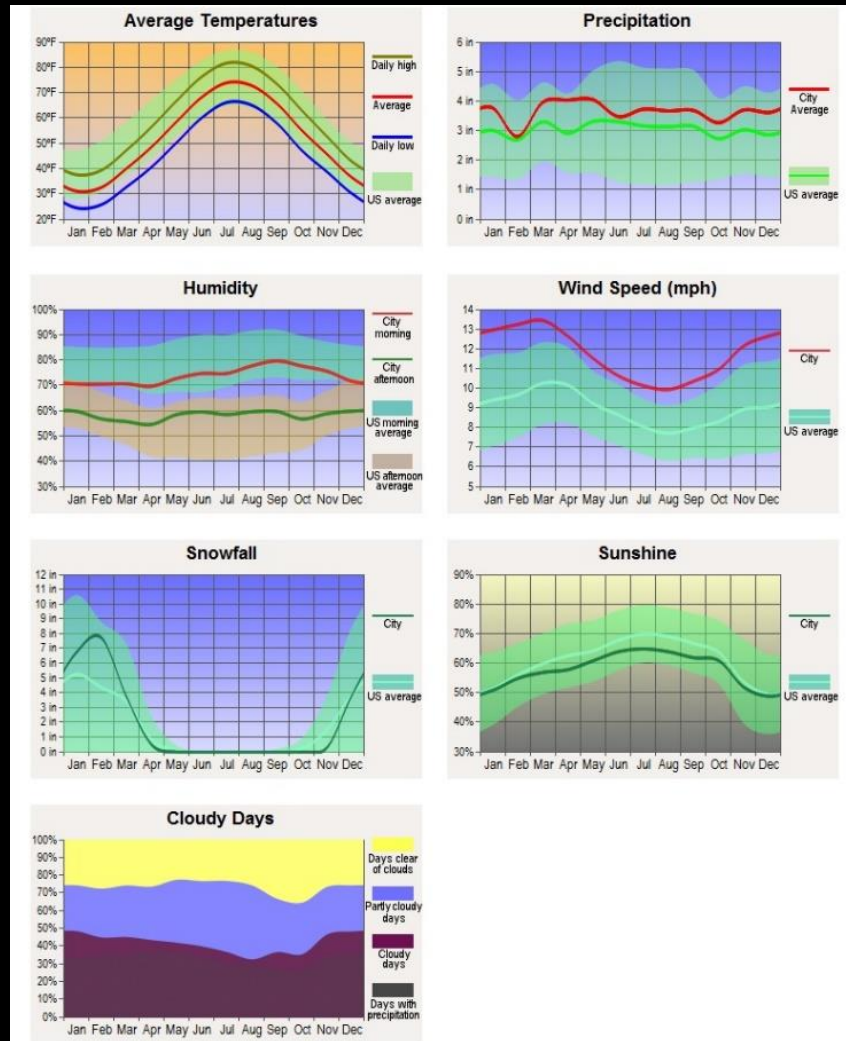 Average Temperatures
90ºF
80ºF
70ºF
60ºF
50ºF
40ºF
30ºF
20ºF
Jan Feb Mar Apr May Jun Jul Aug Sep Oct Nov Dec
Daily high
Average
Daily low
US average
Precipitation
6 in
5 in
4 in
3 in
2 in
1 in
0 in
Jan Feb Mar Apr May Jun Jul Aug Sep Oct Nov Dec
City
Average
US average
Humidity
100%
90%
80%
70%
60%
50%
40%
30%
Jan Feb Mar Apr May Jun Jul Aug Sep Oct Nov Dec
City
morning
City
afternoon
US morning
average
US afternoon
average
Wind Speed (mph)
14
13
12
11
10
9
8
7
6
5
Jan Feb Mar Apr May Jun Jul Aug Sep Oct Nov Dec
City
US average
Snowfall
12 in
11 in
10 in
9 in
8 in
7 in
6 in
5 in
4 in
3 in
2 in
1 in
0 in
Jan Feb Mar Apr May Jun Jul Aug Sep Oct Nov Dec
City
US average
Sunshine
90%
80%
70%
60%
50%
40%
30%
Jan Feb Mar Apr May Jun Jul Aug Sep Oct Nov Dec
City
US average
Cloudy Days
100%
90%
80%
70%
60%
50%
40%
30%
20%
10%
0%
Jan Feb Mar Apr May Jun Jul Aug Sep Oct Nov Dec
Days clear
of clouds
Partly cloudy
days
Cloudy
days
Days with
precipitation